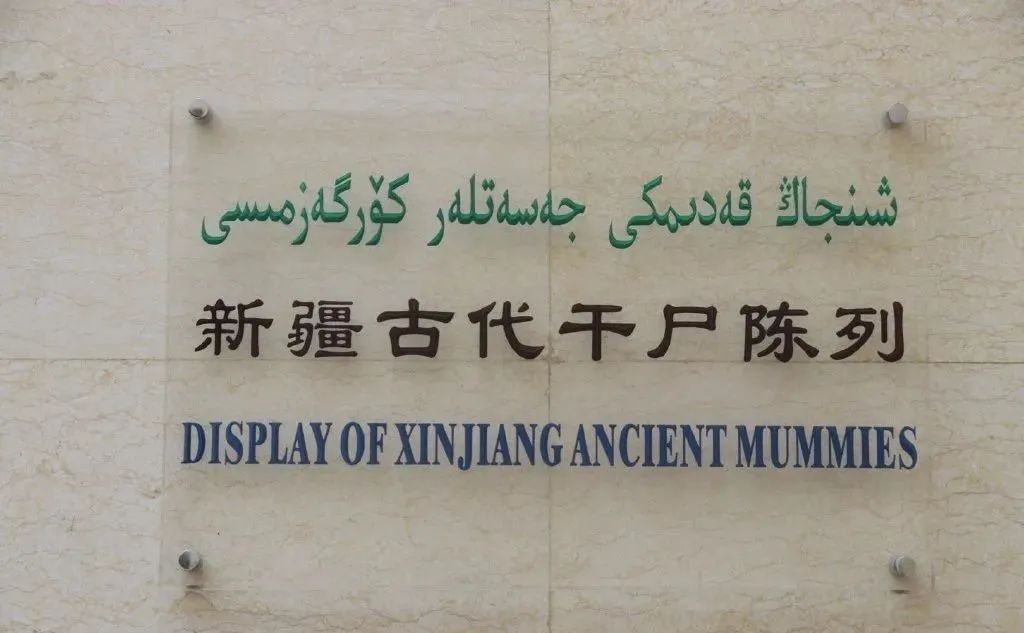 شىنجاڭ قەدىمكى جەسەتلەر كۆرگەزمىسى
新疆古代干尸陈列
DISPLAY OF XINJIANG ANCIENT MUMMIES